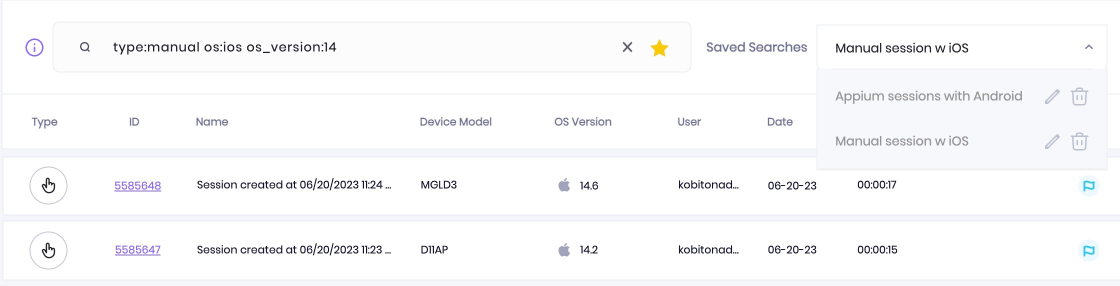 type:manual os:ios os_version:14
Saved Searches
Manual session w iOS
Appium sessions with Android
Manual session w iOS
Type ID Name Device Model OS Version User Date
5585648 Session created at 06/20/2023 11:24 ... MGLD3 14.6 kobitonad... 06-20-23 00:00:17
5585647 Session created at 06/20/2023 11:23 ... D11AP 14.2 kobitonad... 06-20-23 00:00:15